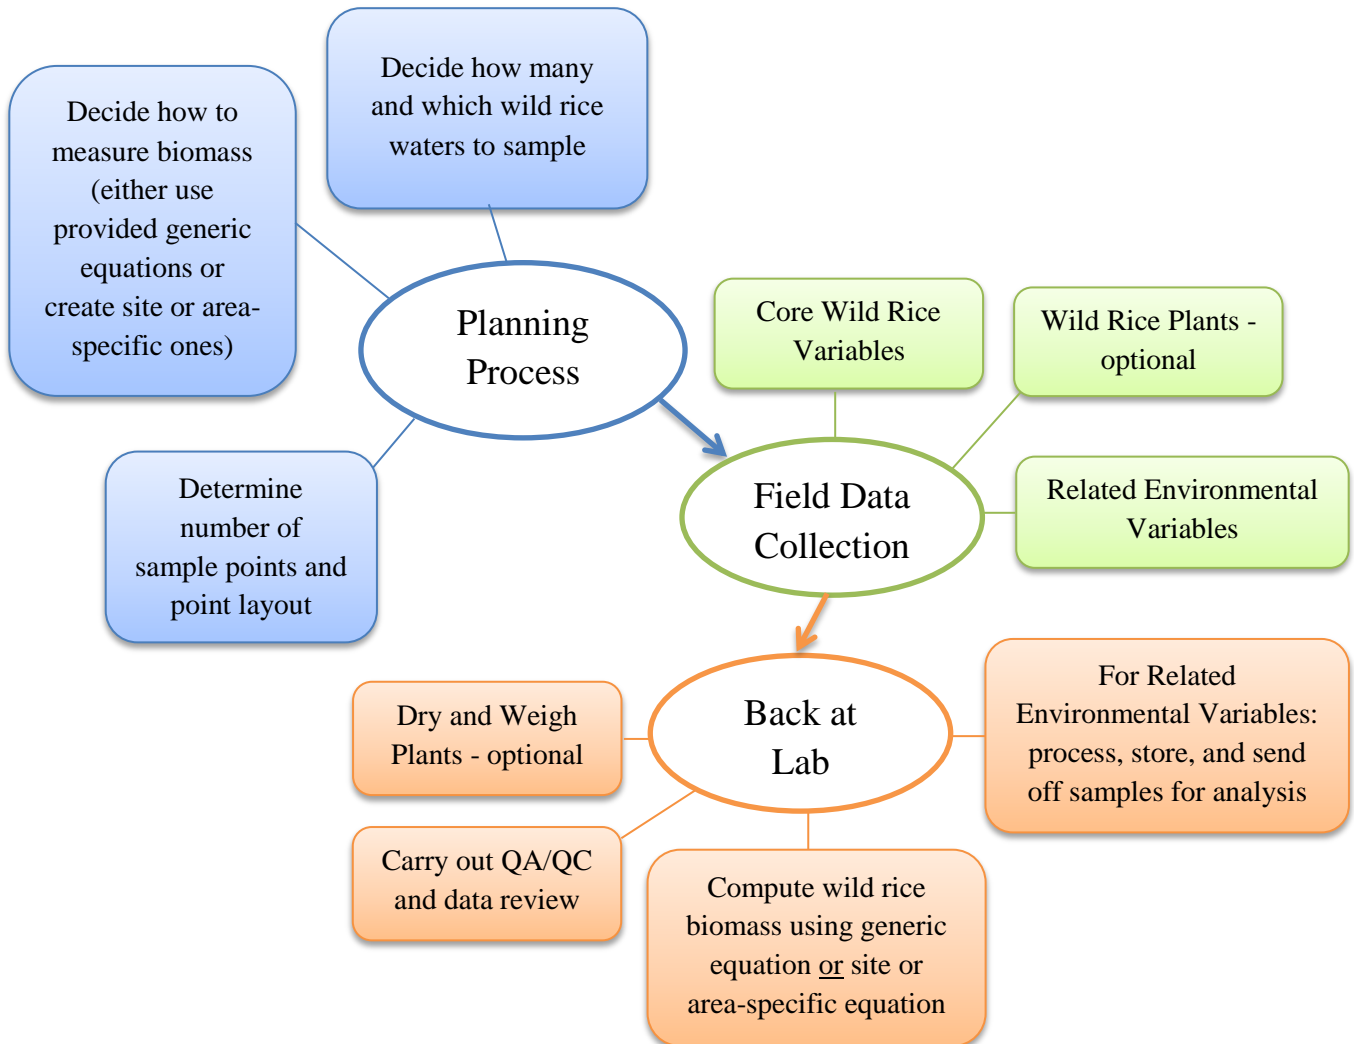 Decide how many
and which wild rice
waters to sample
Decide how to
measure biomass
(either use
provided generic
equations or
create site or area-
specific ones)
Planning
Process
Determine
number of
sample points and
point layout
Core Wild Rice
Variables
Wild Rice Plants -
optional
Related Environmental
Variables
Field Data
Collection
Back at
Lab
Dry and Weigh
Plants - optional
Carry out QA/QC
and data review
Compute wild rice
biomass using generic
equation or site or
area-specific equation
For Related
Environmental Variables:
process, store, and send
off samples for analysis